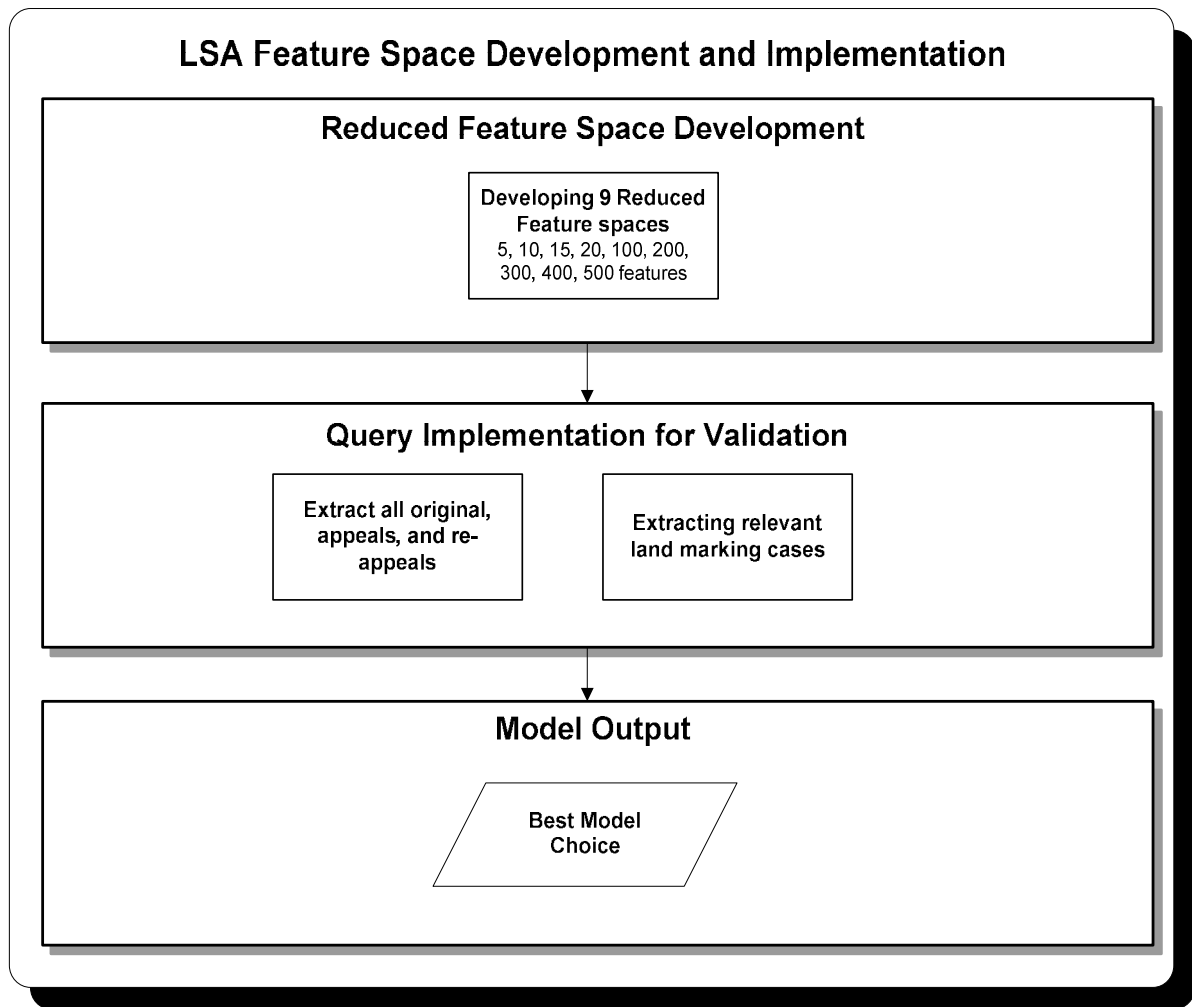 LSA Feature Space Development and Implementation
Reduced Feature Space Development
Developing 9 Reduced
Feature spaces
5, 10, 15, 20, 100, 200,
300, 400, 500 features
Query Implementation for Validation
Extract all original,
appeals, and re-
appeals
Extracting relevant
land marking cases
Model Output
Best Model
Choice